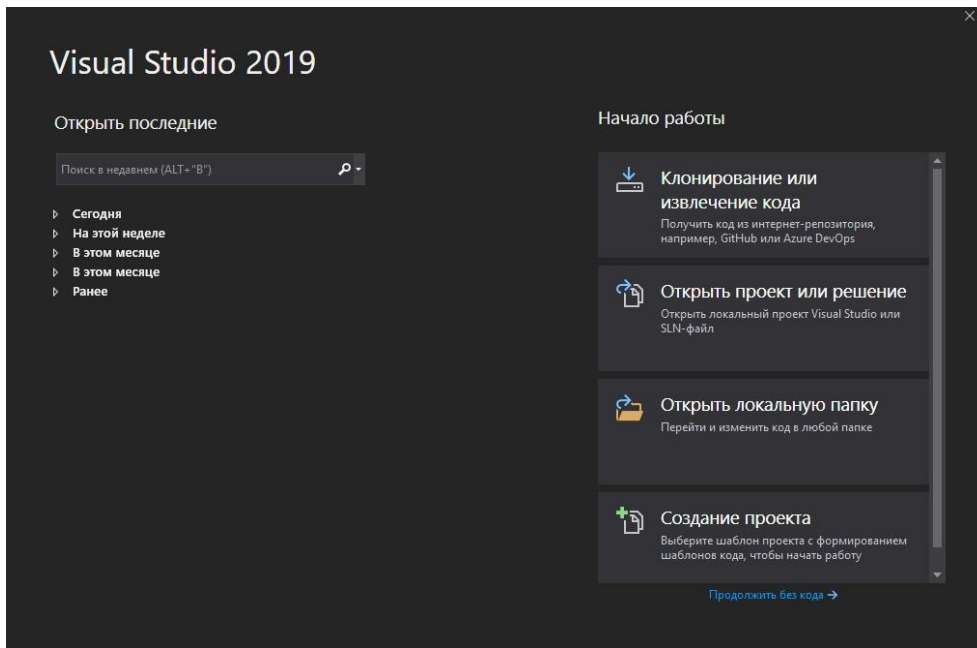 Visual Studio 2019
Открыть последние
Поиск в недавнем (ALT+"В")
Сегодня
На этой неделе
В этом месяце
В этом месяце
Ранее
Начало работы
Клонирование или
извлечение кода
Получить код из интернет-репозитория,
например, GitHub или Azure DevOps
Открыть проект или решение
Открыть локальный проект Visual Studio или
SLN-файл
Открыть локальную папку
Перейти и изменить код в любой папке
Создание проекта
Выберите шаблон проекта с формированием
шаблонов кода, чтобы начать работу
Продолжить без кода →